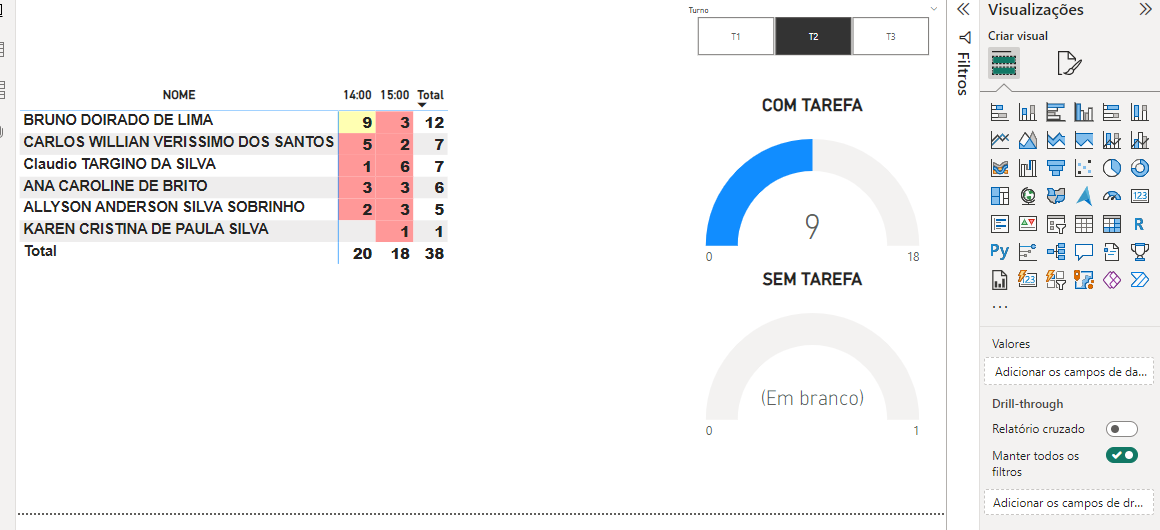 Turno
T1 T2 T3
NOME 14:00 15:00 Total
BRUNO DOIRADO DE LIMA 9 3 12
CARLOS WILLIAN VERISSIMO DOS SANTOS 5 2 7
Claudio TARGINO DA SILVA 1 6 7
ANA CAROLINE DE BRITO 3 3 6
ALLYSON ANDERSON SILVA SOBRINHO 2 3 5
KAREN CRISTINA DE PAULA SILVA 1 1
Total 20 18 38
COM TAREFA
9
0 18
SEM TAREFA
(Em branco)
0 1
Filtros
Visualizações
Criar visual
123
R
Py
123
...
Valores
Adicionar os campos de da...
Drill-through
Relatório cruzado
Manter todos os
filtros
Adicionar os campos de dr...